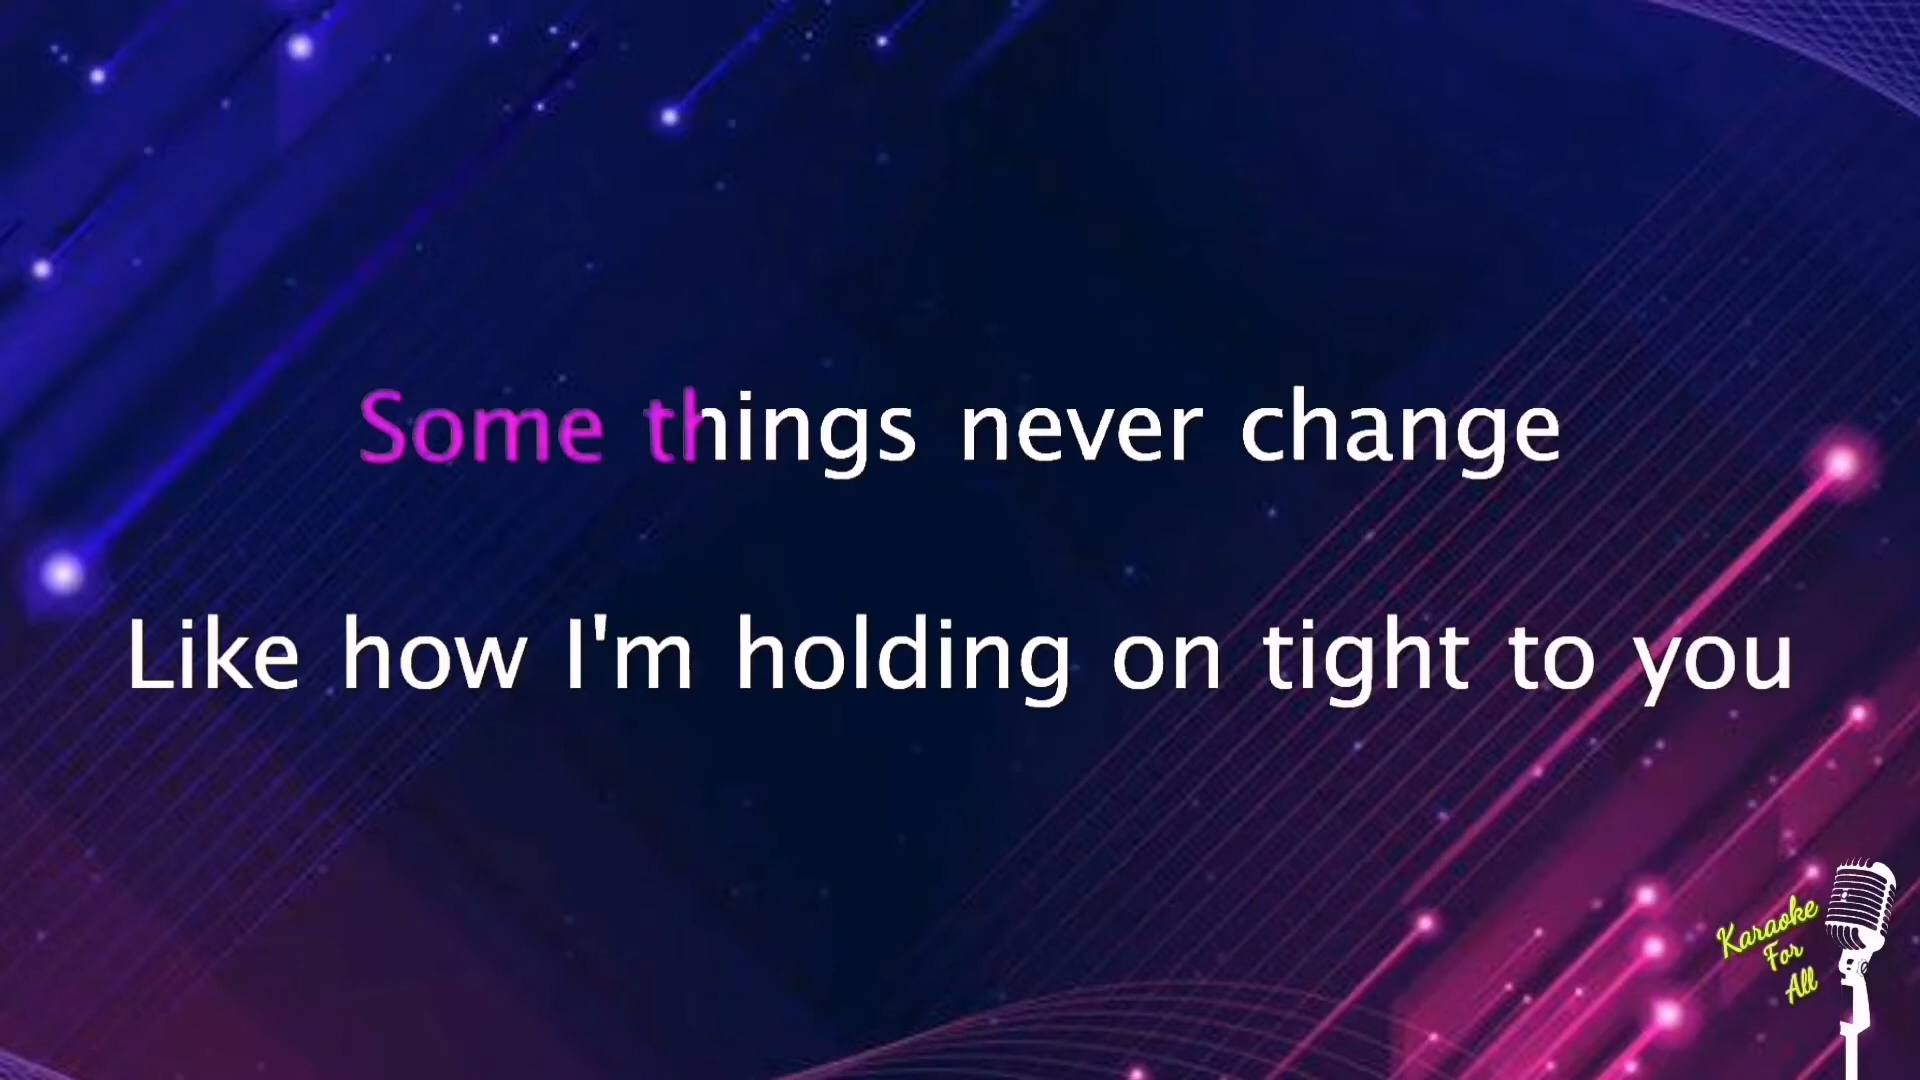 Some things never change
Like how I'm holding on tight to you
Karaoke
For
All